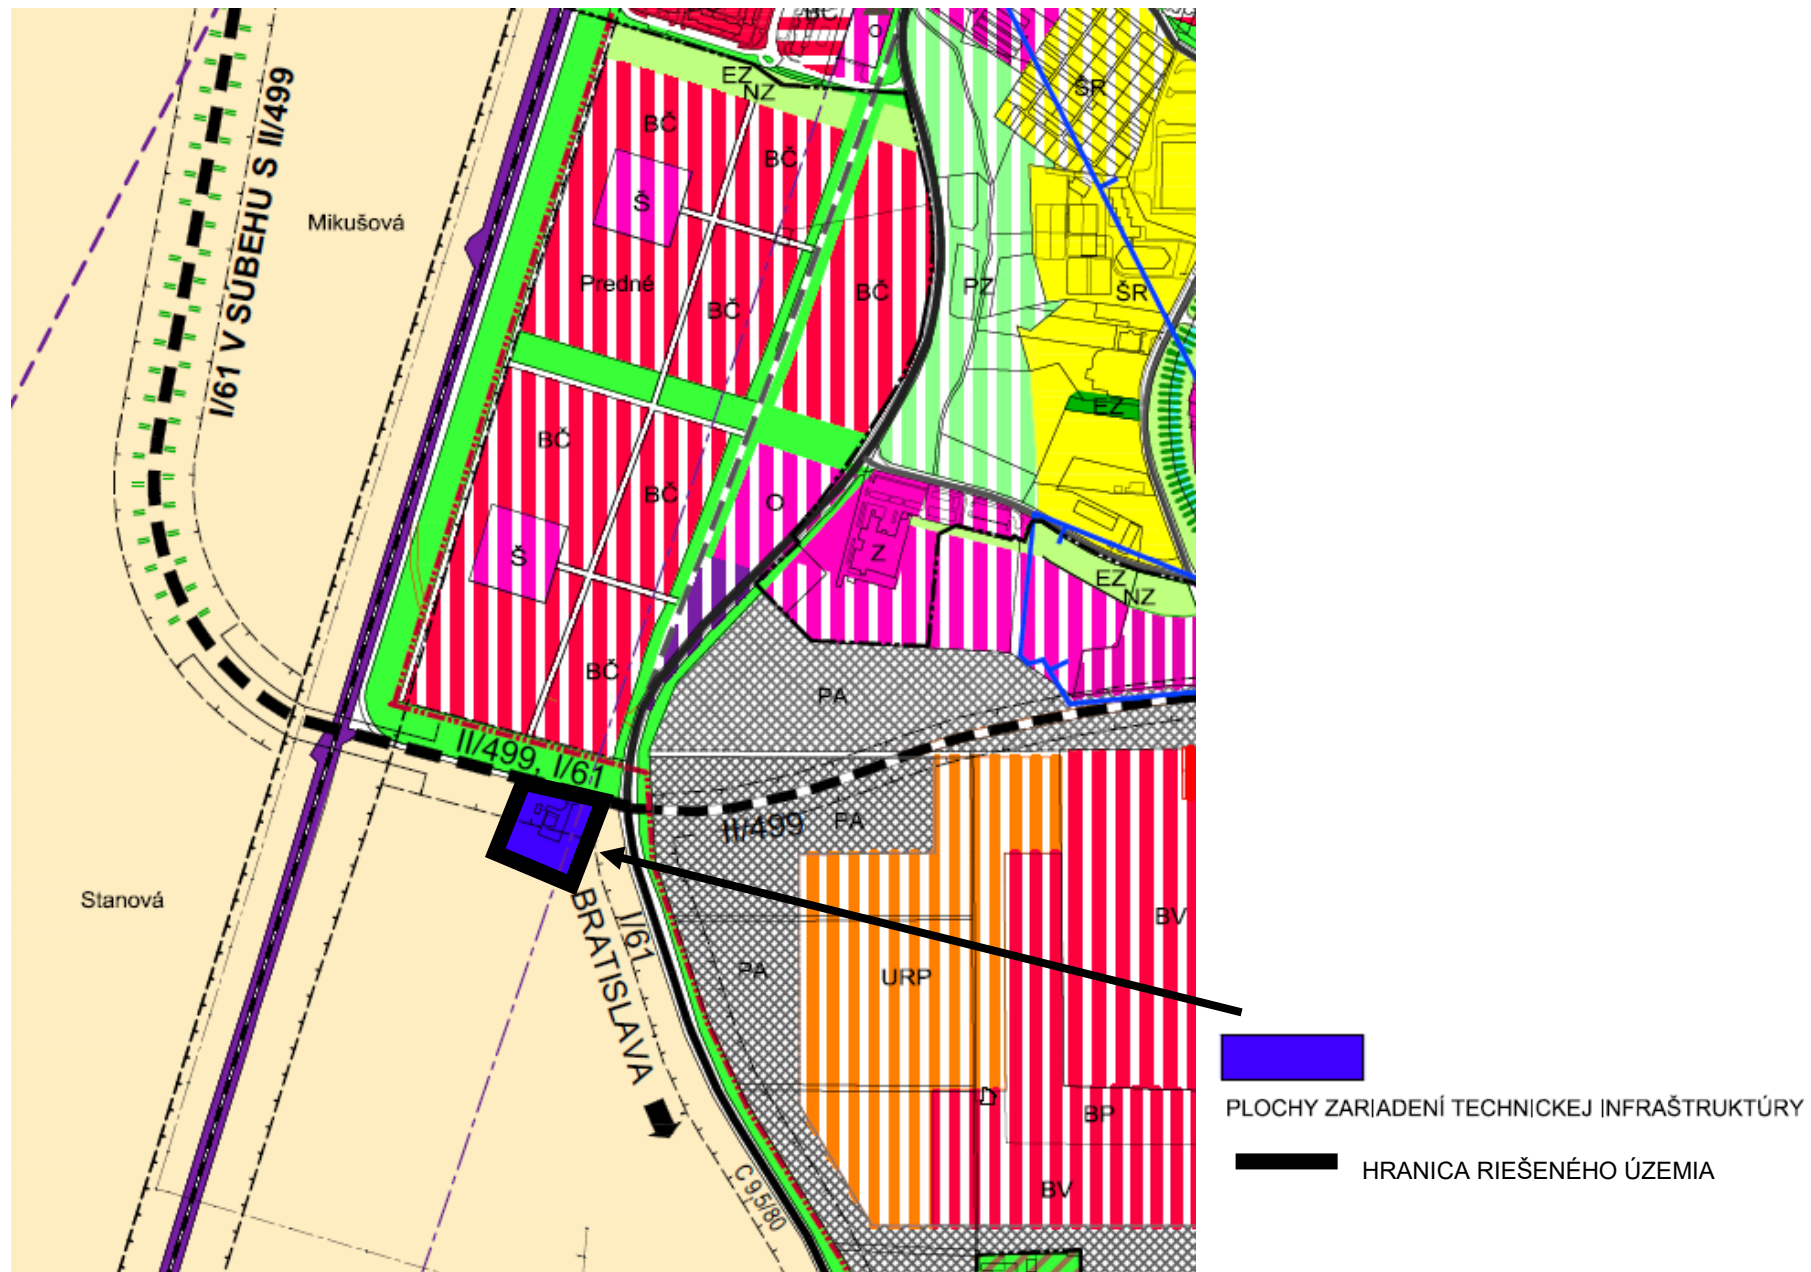 BČ
O
EZ
NZ
ŠR
BČ
BČ
I/61 V SÚBEHU S II/499
Mikušová
Š
Predné
BČ
BČ
PZ
ŠR
EZ
BČ
BČ
O
Z
Š
EZ
NZ
BČ
PA
II/499, I/61
II/499
PA
Stanová
BRATISLAVA
I/61
PA
URP
BV
BP
BV
C 9,5/80
PLOCHY ZARIADENÍ TECHNICKEJ INFRAŠTRUKTÚRY
HRANICA RIEŠENÉHO ÚZEMIA